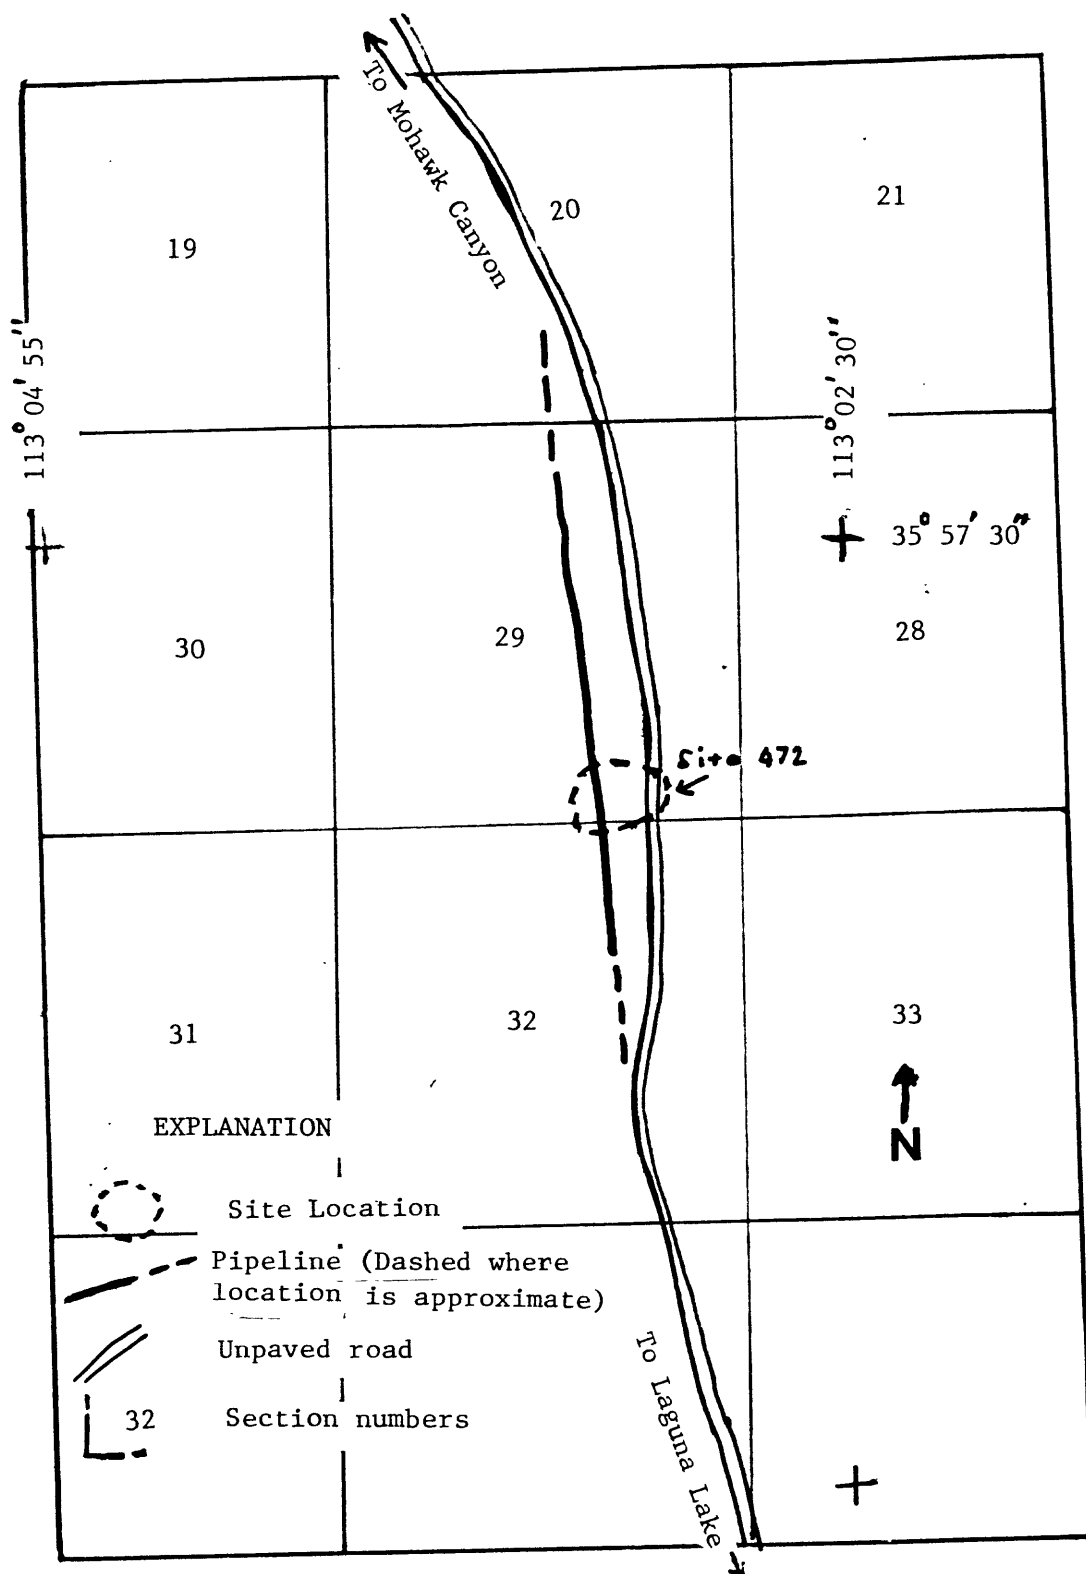 To Mohawk Canyon
19
20
21
113° 04' 55"
113° 02' 30"
35° 57' 30"
30
29
28
Site 472
31
32
33
N
EXPLANATION
Site Location
Pipeline (Dashed where
location is approximate)
Unpaved road
32 Section numbers
To Laguna Lake